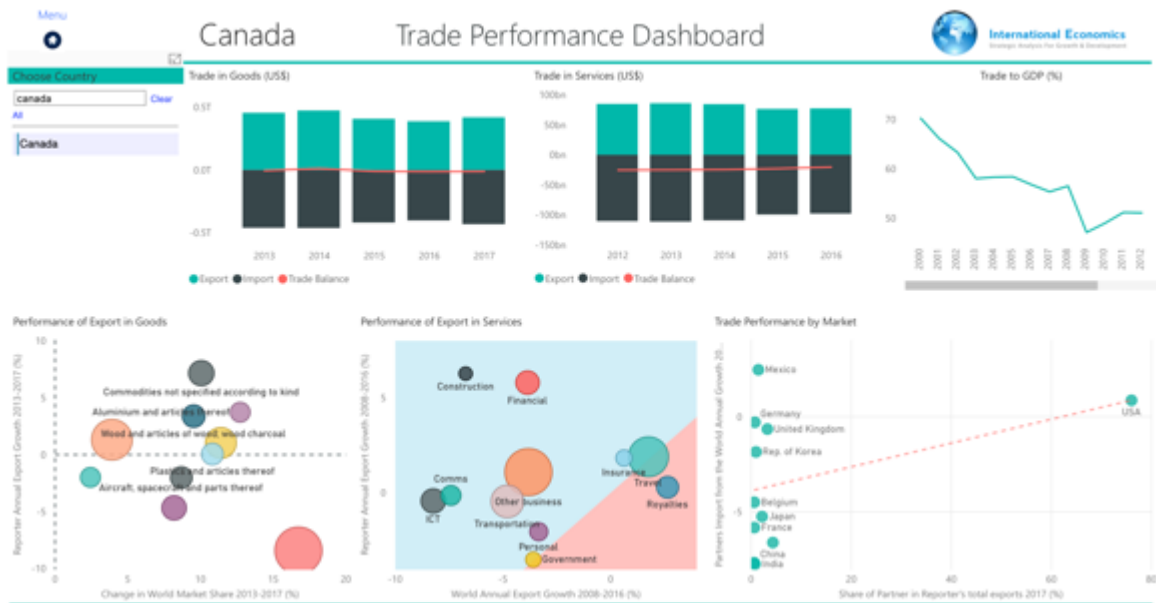 Menu
Canada
Trade Performance Dashboard
International Economics
Strategic Analysis For Growth & Development
Choose Country
canada
Clear
All
Canada
Trade in Goods (US$)
0.5T
0.0T
-0.5T
2013 2014 2015 2016 2017
Export Import Trade Balance
Trade in Services (US$)
100bn
50bn
0bn
-50bn
-100bn
-150bn
2012 2013 2014 2015 2016
Export Import Trade Balance
Trade to GDP (%)
70
60
50
2000 2001 2002 2003 2004 2005 2006 2007 2008 2009 2010 2011 2012
Performance of Export in Goods
Reporter Annual Export Growth 2013-2017 (%)
10
5
0
-5
-10
Commodities not specified according to kind
Aluminium and articles thereof
Wood and articles of wood, wood charcoal
Plastics and articles thereof
Aircraft, spacecraft and parts thereof
0 5 10 15 20
Change in World Market Share 2013-2017 (%)
Performance of Export in Services
Reporter Annual Export Growth 2008-2016 (%)
5
0
Construction
Financial
Insurance
Travel
Comms
Royalties
Other business
ICT
Transportation
Personal
Government
-10 -5 0
World Annual Export Growth 2008-2016 (%)
Trade Performance by Market
Partners Import from the World Annual Growth 20...
0
-5
Mexico
USA
Germany
United Kingdom
Rep. of Korea
Belgium
Japan
France
China
India
0 20 40 60 80
Share of Partner in Reporter's total exports 2017 (%)